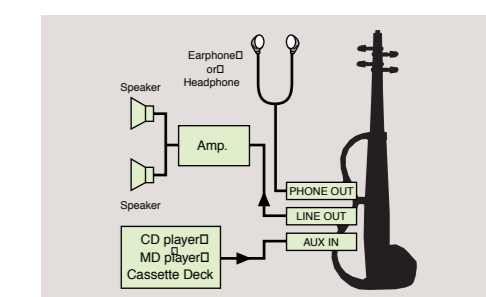 Earphone□
or□
Headphone
Speaker
Amp.
Speaker
PHONE OUT
LINE OUT
AUX IN
CD player□
□
MD player□
Cassette Deck